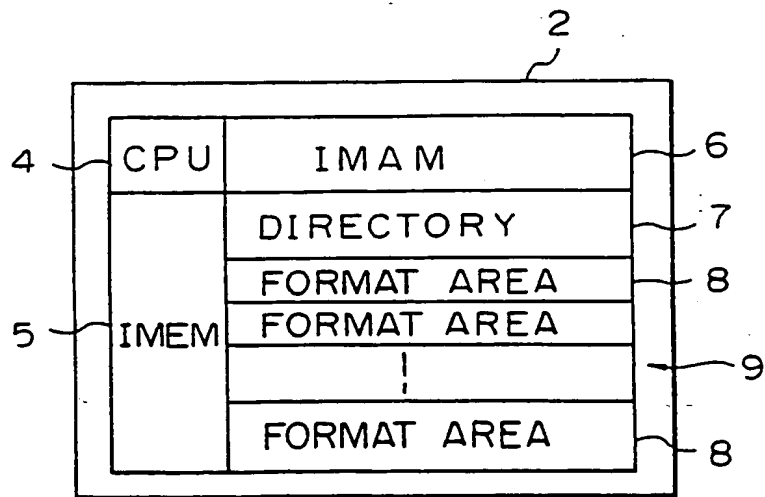 2
4 CPU IMAM 6
DIRECTORY 7
FORMAT AREA 8
5 IMEM FORMAT AREA
9
FORMAT AREA 8